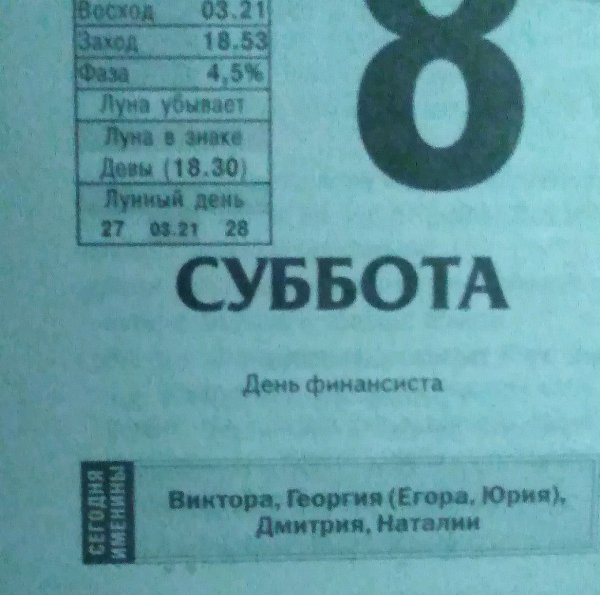 Восход 03.21
Заход 18.53
Фаза 4,5%
Луна убывает
Луна в знаке
Девы (18.30)
Лунный день
27 03.21 28
8
СУББОТА
День финансиста
СЕГОДНЯ
ИМЕНИНЫ
Виктора, Георгия (Егора, Юрия),
Дмитрия, Наталии